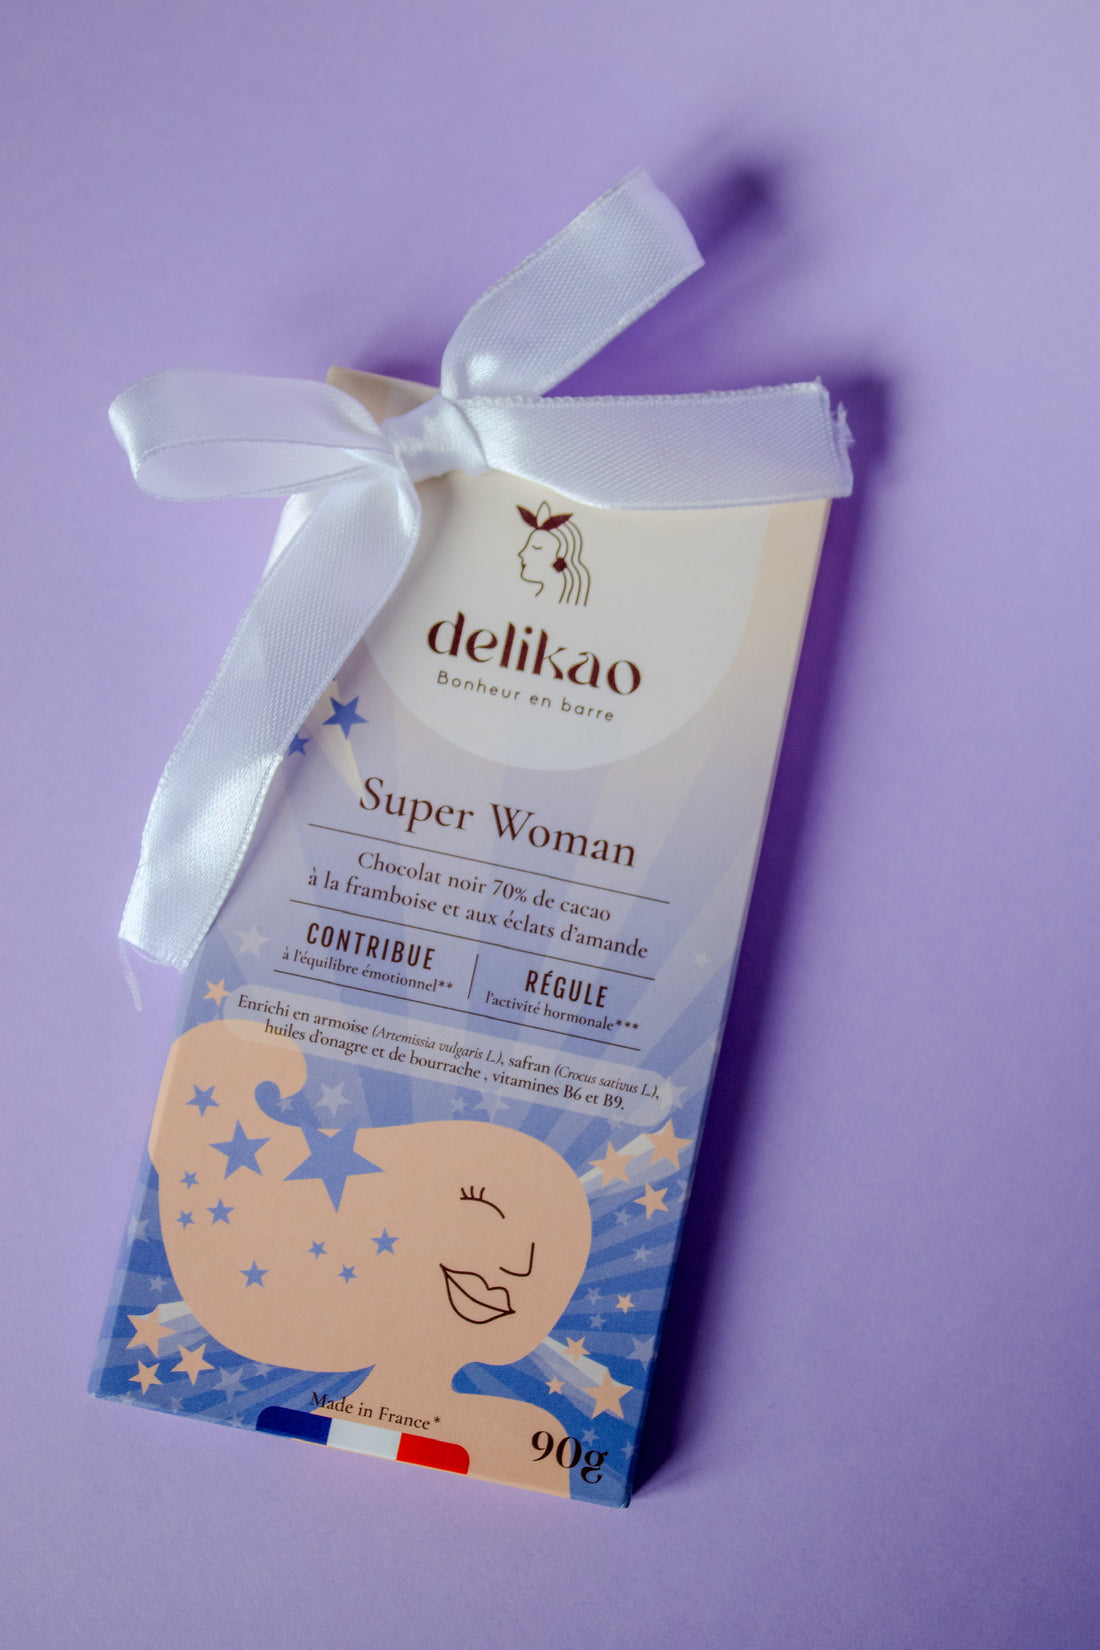 delikao
Bonheur en barre
Super Woman
Chocolat noir 70% de cacao
à la framboise et aux éclats d'amande
CONTRIBUE
à l'équilibre émotionnel**
RÉGULE
l'activité hormonale***
Enrichi en armoise (Artemissia vulgaris L.), safran (Crocus sativus L.),
huiles d'onagre et de bourrache , vitamines B6 et B9.
Made in France*
90g